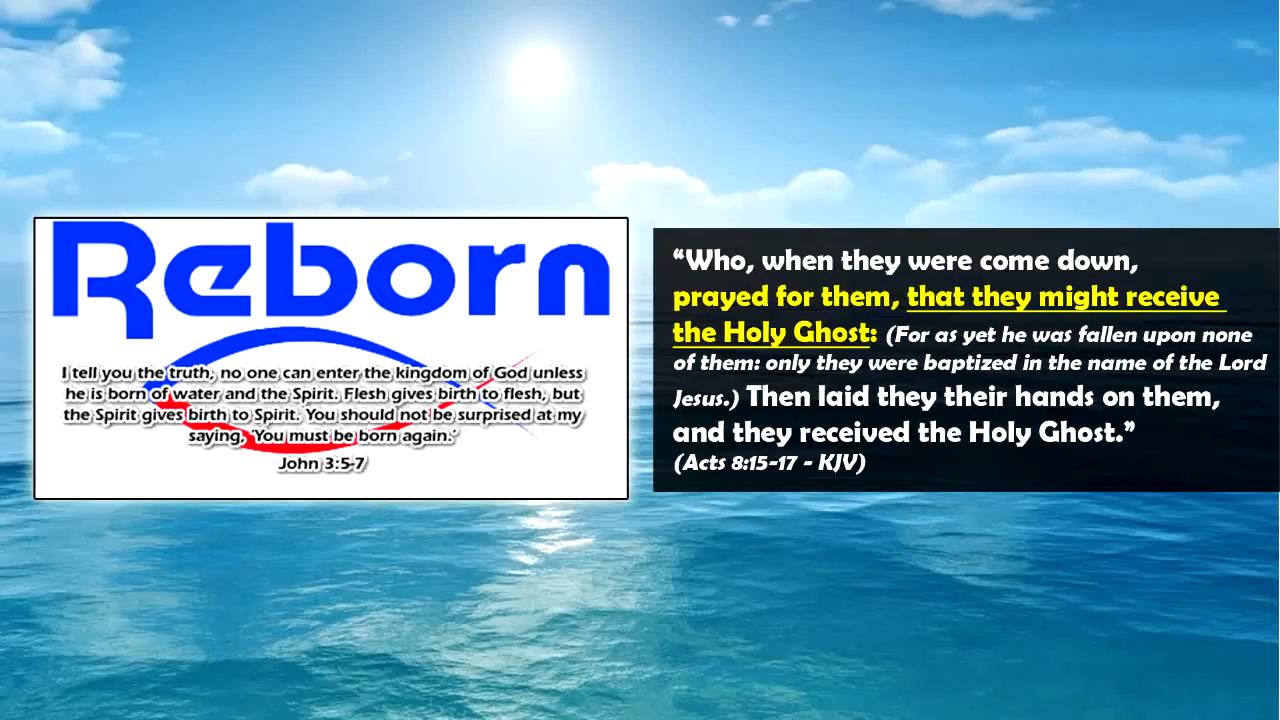 Reborn
I tell you the truth, no one can enter the kingdom of God unless
he is born of water and the Spirit. Flesh gives birth to flesh, but
the Spirit gives birth to Spirit. You should not be surprised at my
saying, 'You must be born again.'
John 3:5-7
“Who, when they were come down,
prayed for them, that they might receive
the Holy Ghost: (For as yet he was fallen upon none
of them: only they were baptized in the name of the Lord
Jesus.) Then laid they their hands on them,
and they received the Holy Ghost.”
(Acts 8:15-17 - KJV)